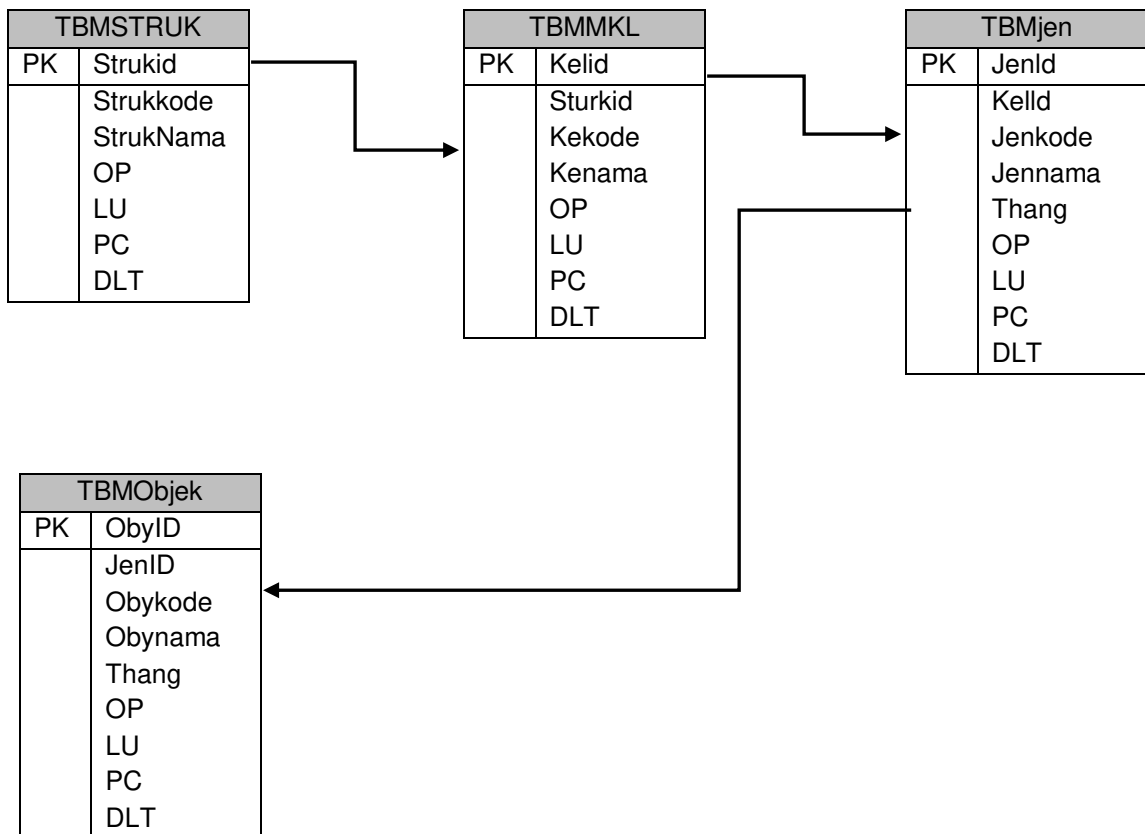 TBMSTRUK
PK Strukid
Strukkode
StrukNama
OP
LU
PC
DLT
TBMMKL
PK Kelid
Sturkid
Kekode
Kenama
OP
LU
PC
DLT
TBMjen
PK JenId
KelId
Jenkode
Jennama
Thang
OP
LU
PC
DLT
TBMObjek
PK ObyID
JenID
Obykode
Obynama
Thang
OP
LU
PC
DLT